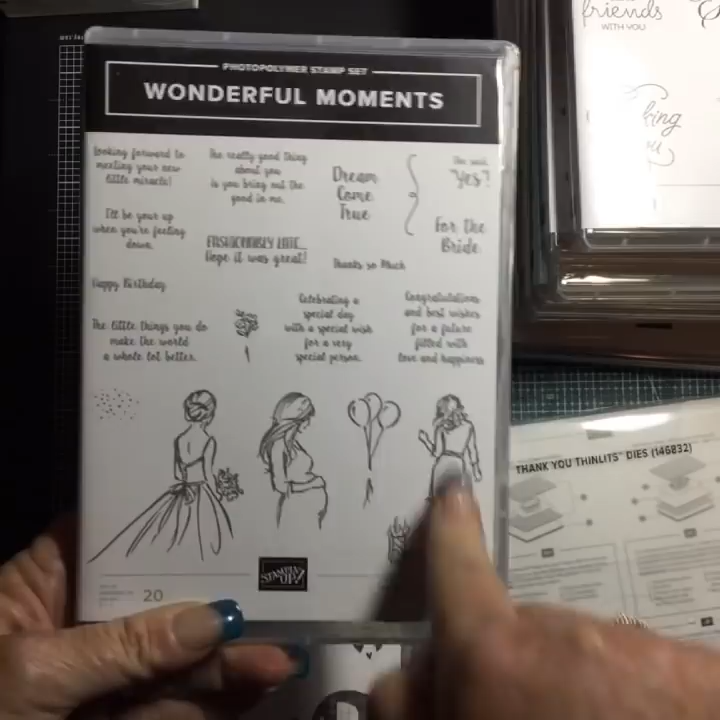 PHOTOPOLYMER STAMP SET
WONDERFUL MOMENTS
Looking forward to
meeting your new
little miracle!
The really good thing
about you
is you bring out the
good in me.
Dream
Come
True
She said,
"Yes"!
I'll be your up
when you're feeling
down.
FASHIONABLY LATE...
Hope it was great!
For the
Bride
Thanks so Much
Happy Birthday
The little things you do
make the world
a whole lot better.
Celebrating a
special day
with a special wish
for a very
special person.
Congratulations
and best wishes
for a future
filled with
love and happiness
STAMPIN' UP!
20
friends
WITH YOU
THANK YOU THINLITS™ DIES (146832)